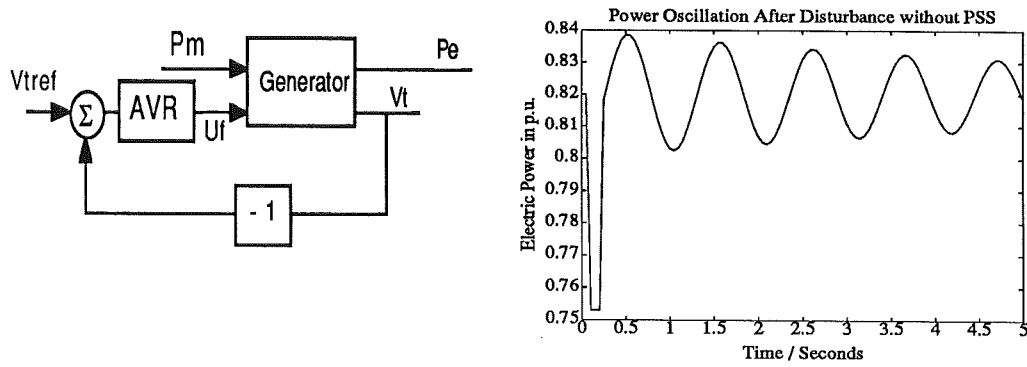 Pm
Pe
Vtref
Σ
AVR
Uf
Generator
Vt
- 1
Power Oscillation After Disturbance without PSS
Electric Power in p.u.
0.84
0.83
0.82
0.81
0.8
0.79
0.78
0.77
0.76
0.75
0 0.5 1 1.5 2 2.5 3 3.5 4 4.5 5
Time / Seconds